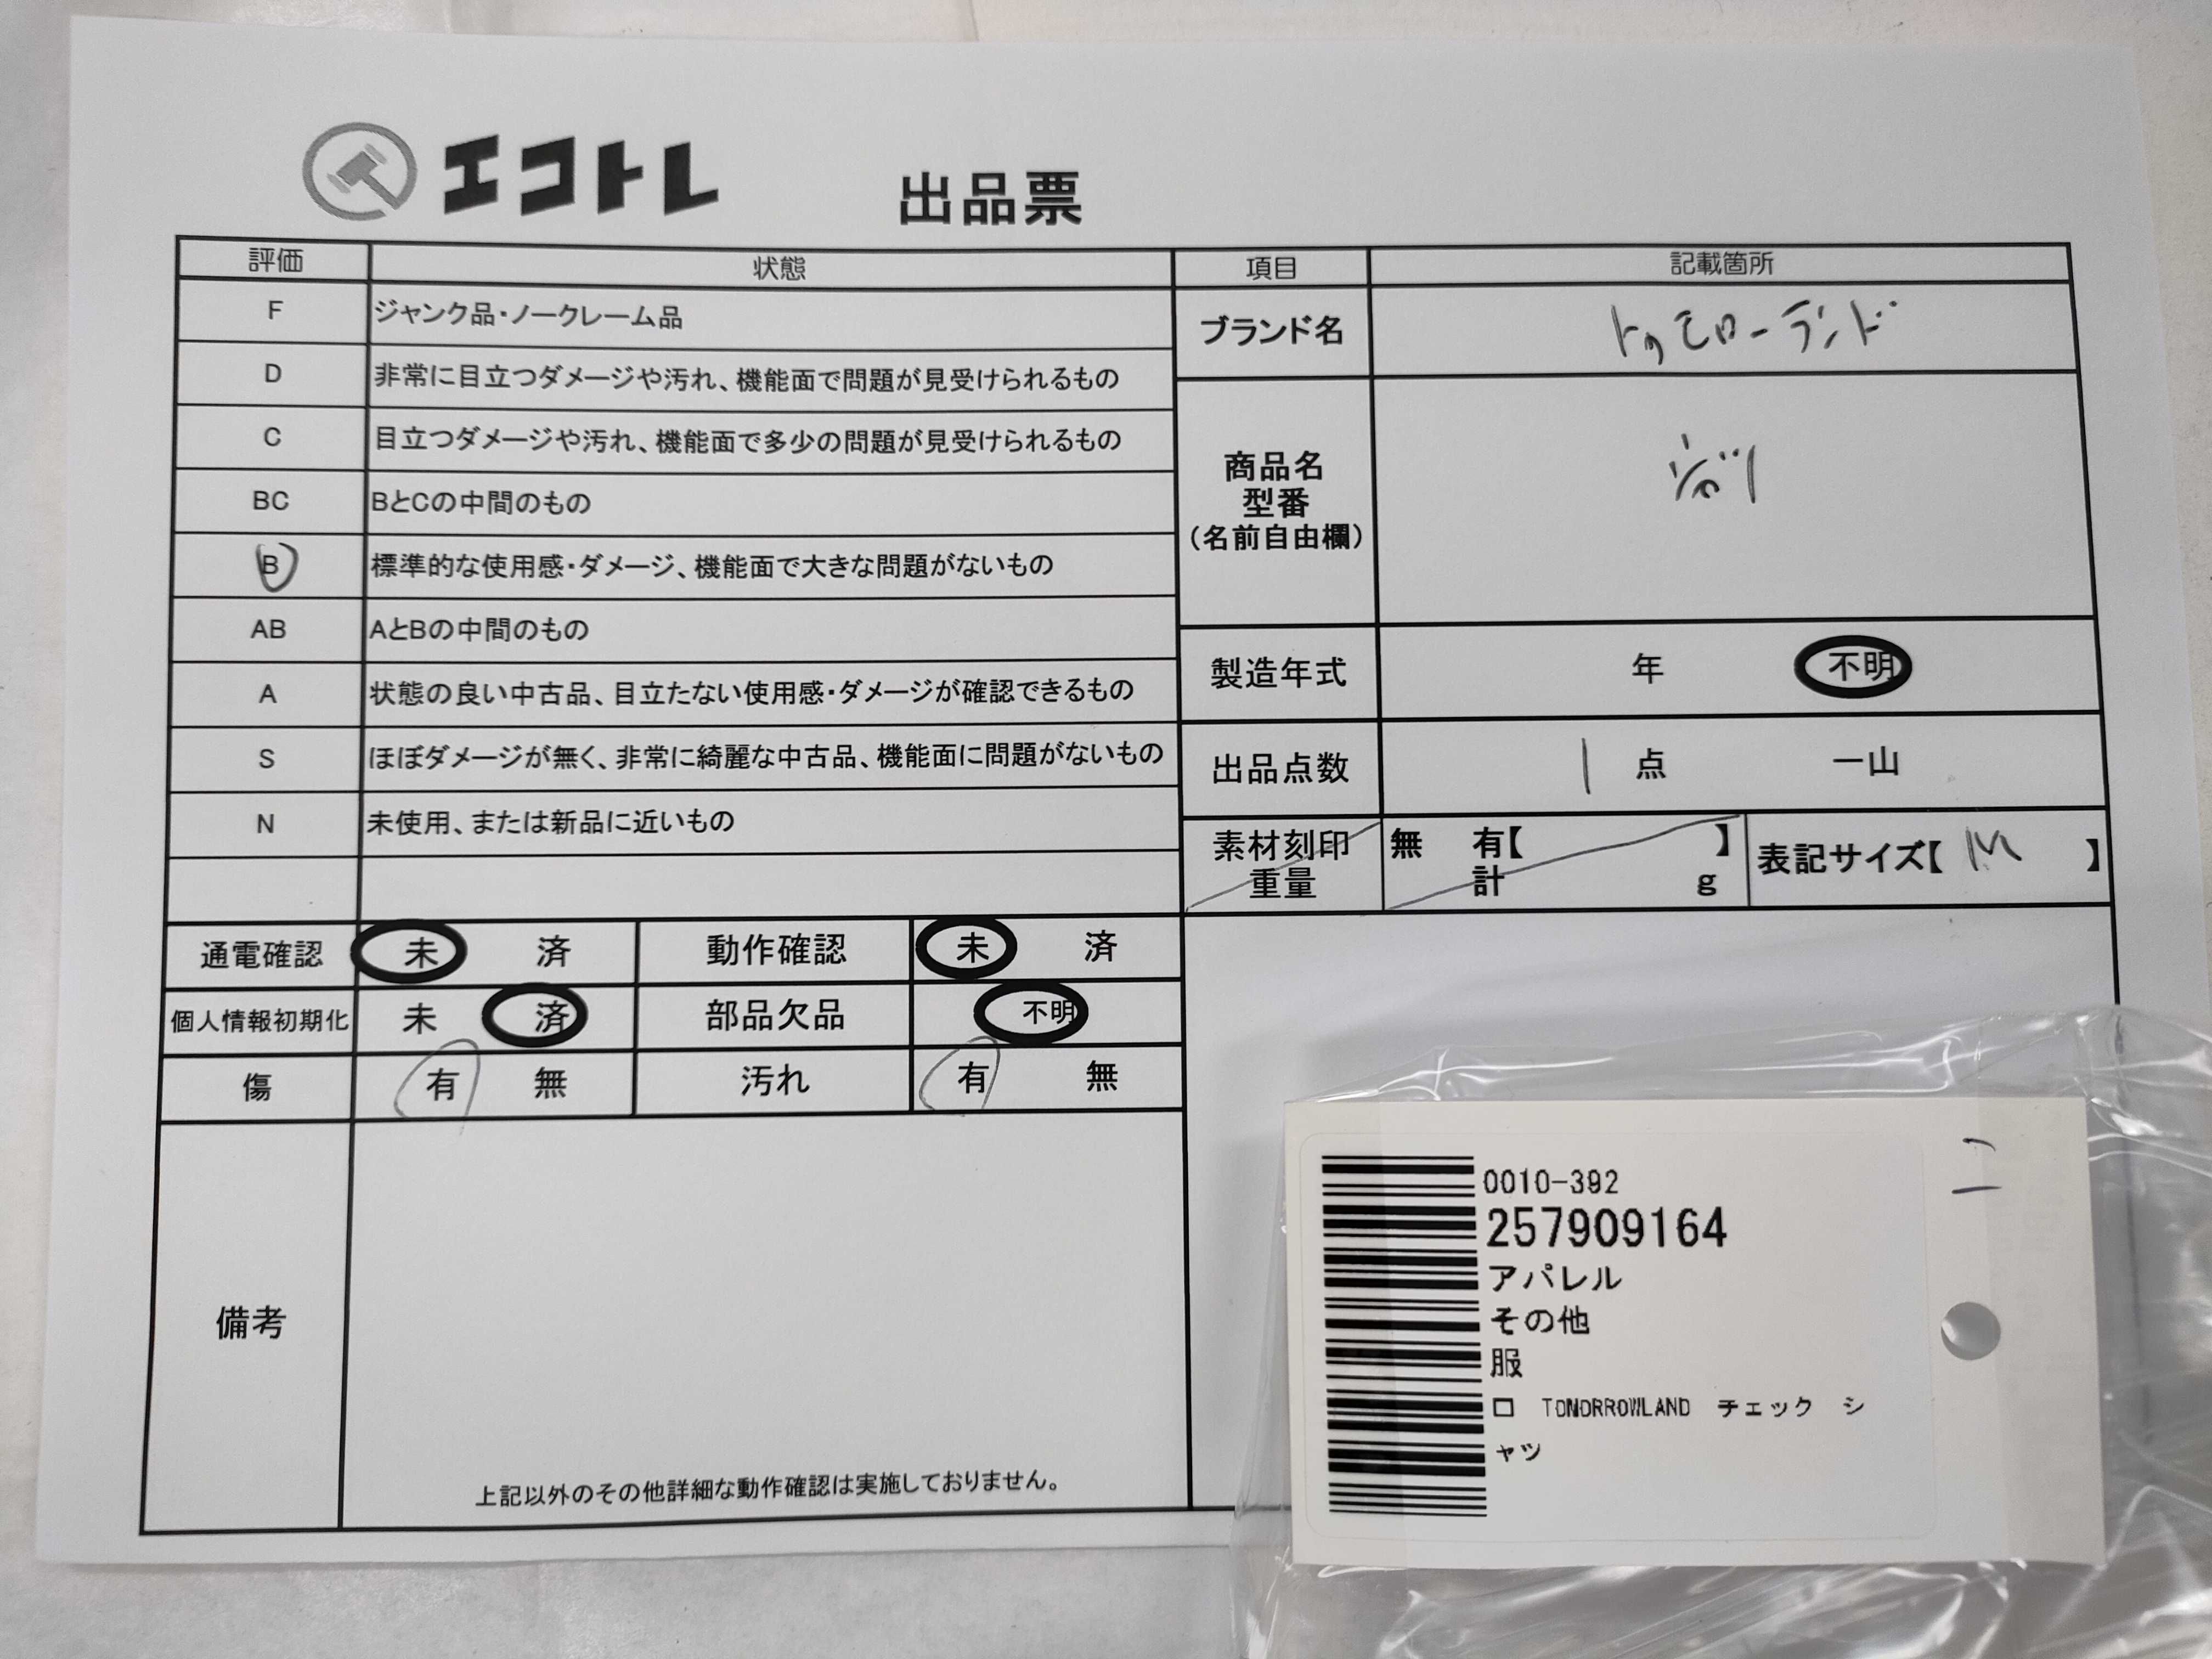 エコトレ 出品票
評価 状態
F ジャンク品・ノークレーム品
D 非常に目立つダメージや汚れ、機能面で問題が見受けられるもの
C 目立つダメージや汚れ、機能面で多少の問題が見受けられるもの
BC BとCの中間のもの
B 標準的な使用感・ダメージ、機能面で大きな問題がないもの
AB AとBの中間のもの
A 状態の良い中古品、目立たない使用感・ダメージが確認できるもの
S ほぼダメージが無く、非常に綺麗な中古品、機能面に問題がないもの
N 未使用、または新品に近いもの
通電確認 未 済 動作確認 未 済
個人情報初期化 未 済 部品欠品 不明
傷 有 無 汚れ 有 無
備考
上記以外のその他詳細な動作確認は実施しておりません。
項目 記載箇所
ブランド名 トゥモローランド
商品名
型番
(名前自由欄)
製造年式 年 不明
出品点数 1 点 一山
素材刻印 無 有【 】
重量 計 g
表記サイズ【 M 】
0010-392
257909164
アパレル
その他
服
ロ TOMORROWLAND チェック シ
ャツ